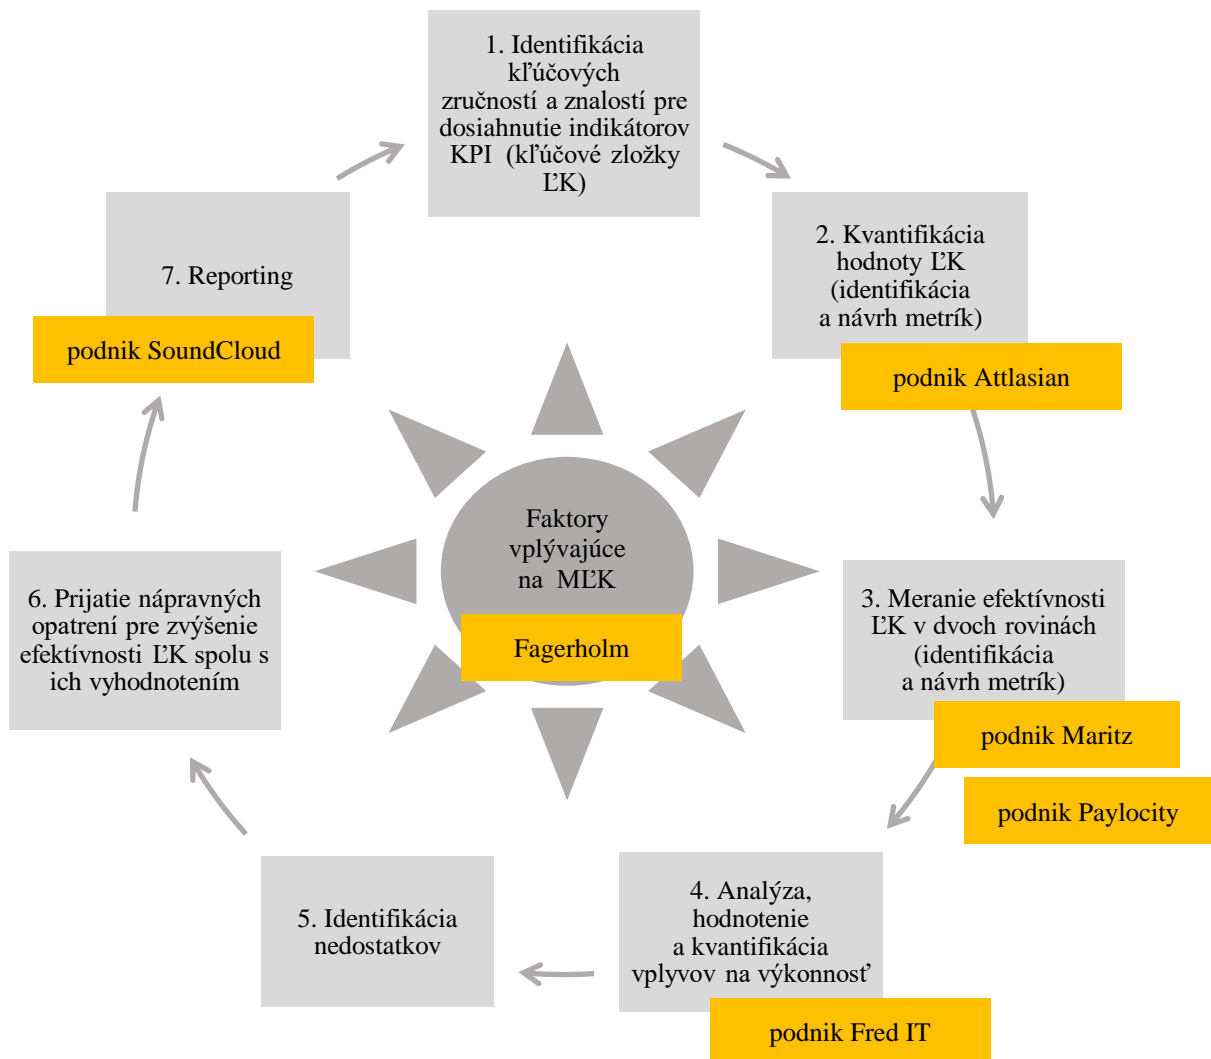 1. Identifikácia
kľúčových
zručností a znalostí pre
dosiahnutie indikátorov
KPI (kľúčové zložky
ĽK)
2. Kvantifikácia
hodnoty ĽK
(identifikácia
a návrh metrík)
podnik Attlasian
3. Meranie efektívnosti
ĽK v dvoch rovinách
(identifikácia
a návrh metrík)
podnik Maritz
podnik Paylocity
4. Analýza,
hodnotenie
a kvantifikácia
vplyvov na výkonnosť
podnik Fred IT
5. Identifikácia
nedostatkov
6. Prijatie nápravných
opatrení pre zvýšenie
efektívnosti ĽK spolu s
ich vyhodnotením
7. Reporting
podnik SoundCloud
Faktory
vplývajúce
na MĽK
Fagerholm